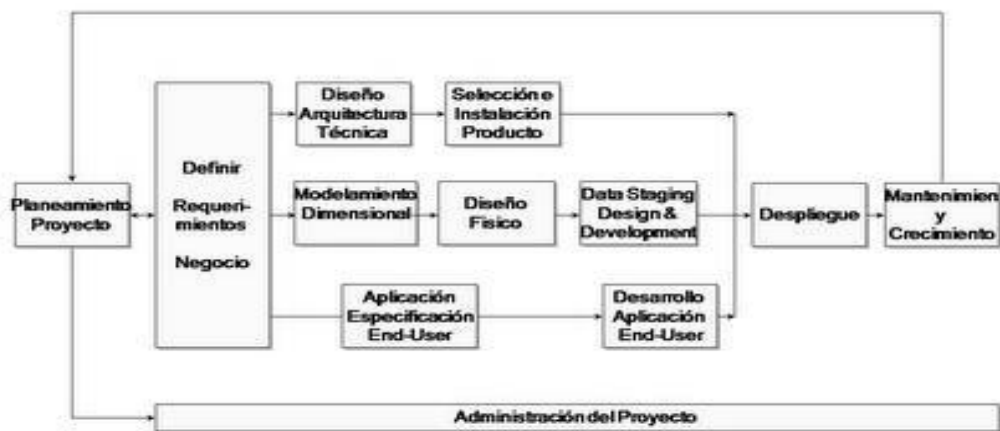 Diseño
Arquitectura
Técnica
Selección e
Instalación
Producto
Definir
Requeri-
mientos
Negocio
Planeamiento
Proyecto
Modelamiento
Dimensional
Diseño
Fisico
Data Staging
Design &
Development
Despliegue
Mantenimien
y
Crecimiento
Aplicación
Especificación
End-User
Desarrollo
Aplicación
End-User
Administración del Proyecto